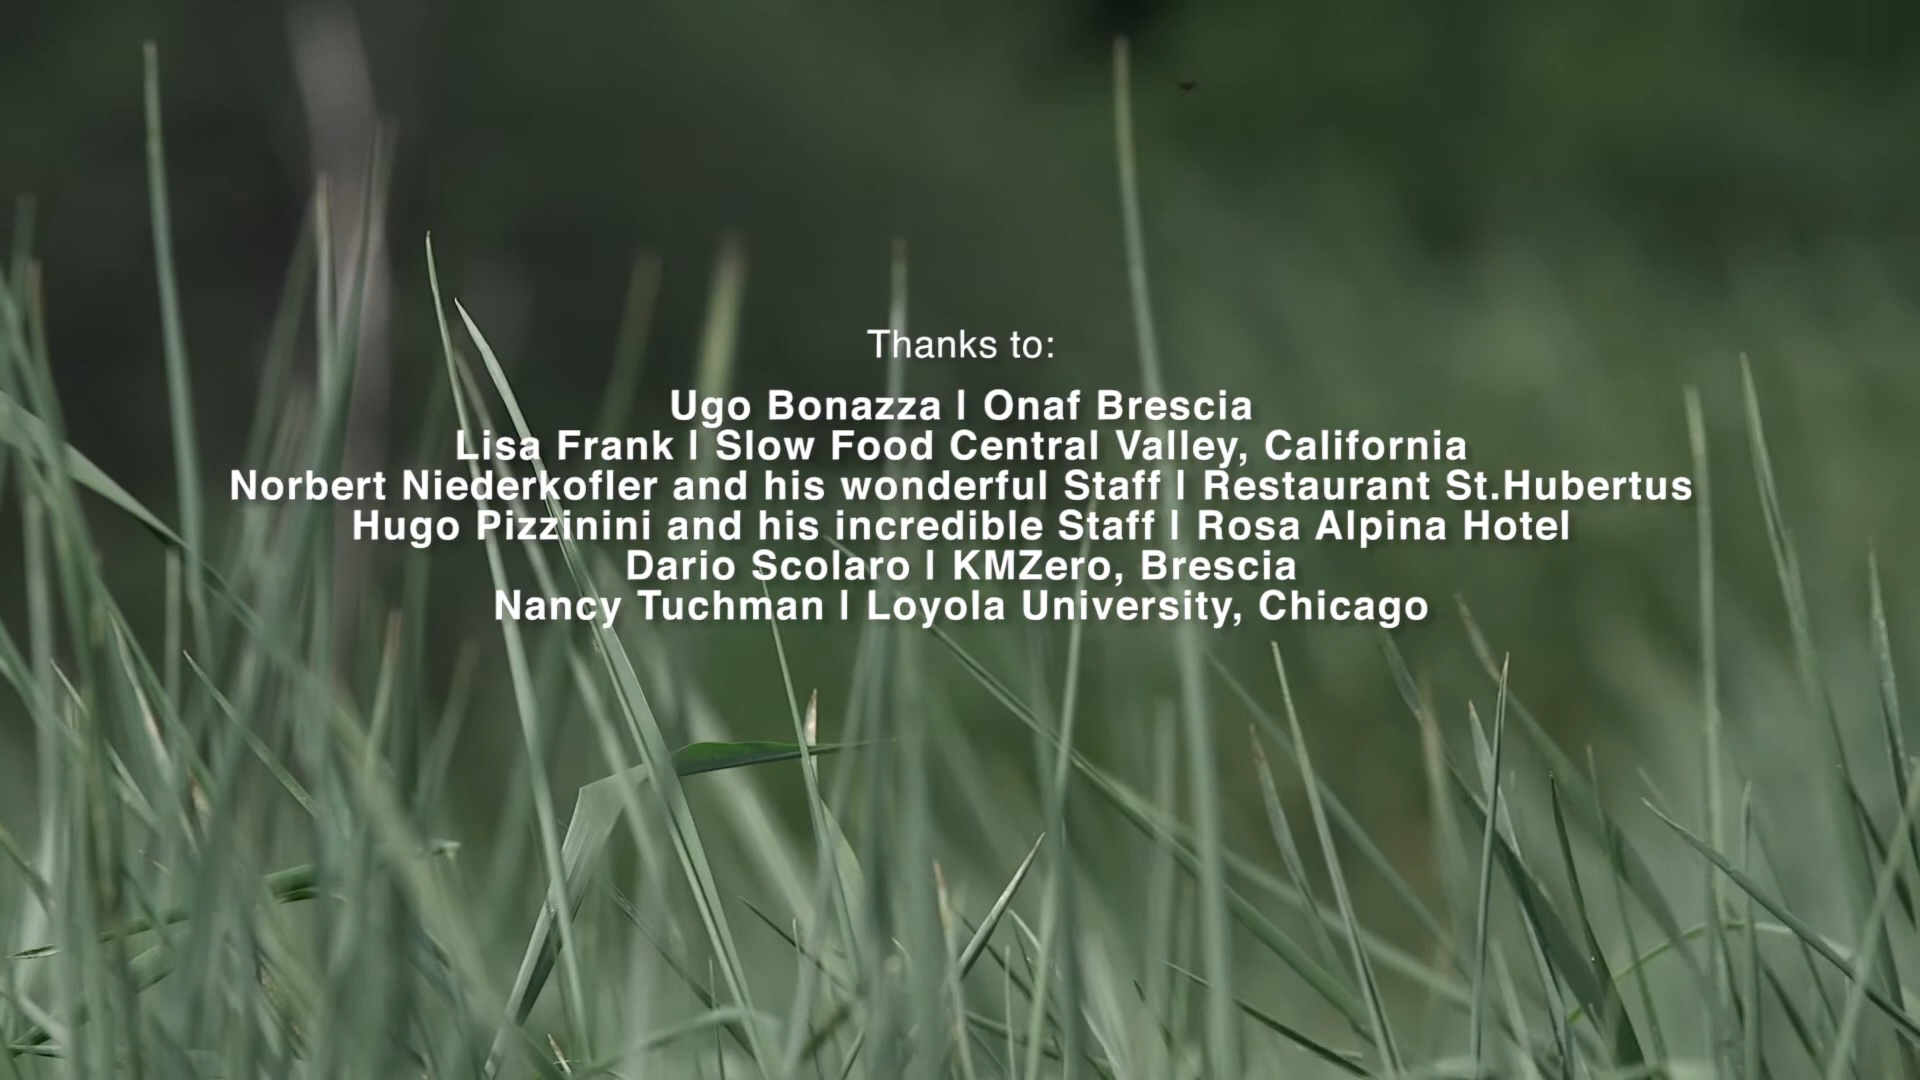 Thanks to:
Ugo Bonazza | Onaf Brescia
Lisa Frank | Slow Food Central Valley, California
Norbert Niederkofler and his wonderful Staff | Restaurant St.Hubertus
Hugo Pizzinini and his incredible Staff | Rosa Alpina Hotel
Dario Scolaro | KMZero, Brescia
Nancy Tuchman | Loyola University, Chicago